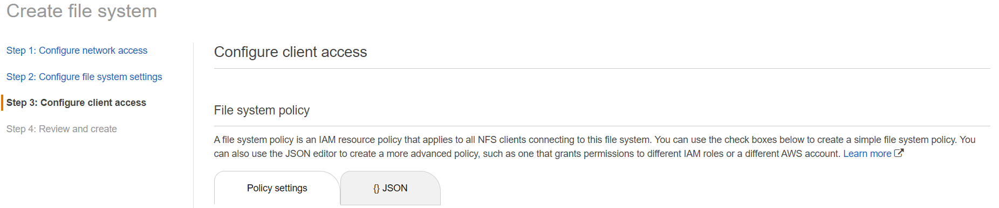 Create file system
Step 1: Configure network access
Step 2: Configure file system settings
Step 3: Configure client access
Step 4: Review and create
Configure client access
File system policy
A file system policy is an IAM resource policy that applies to all NFS clients connecting to this file system. You can use the check boxes below to create a simple file system policy. You
can also use the JSON editor to create a more advanced policy, such as one that grants permissions to different IAM roles or a different AWS account. Learn more
Policy settings
{} JSON